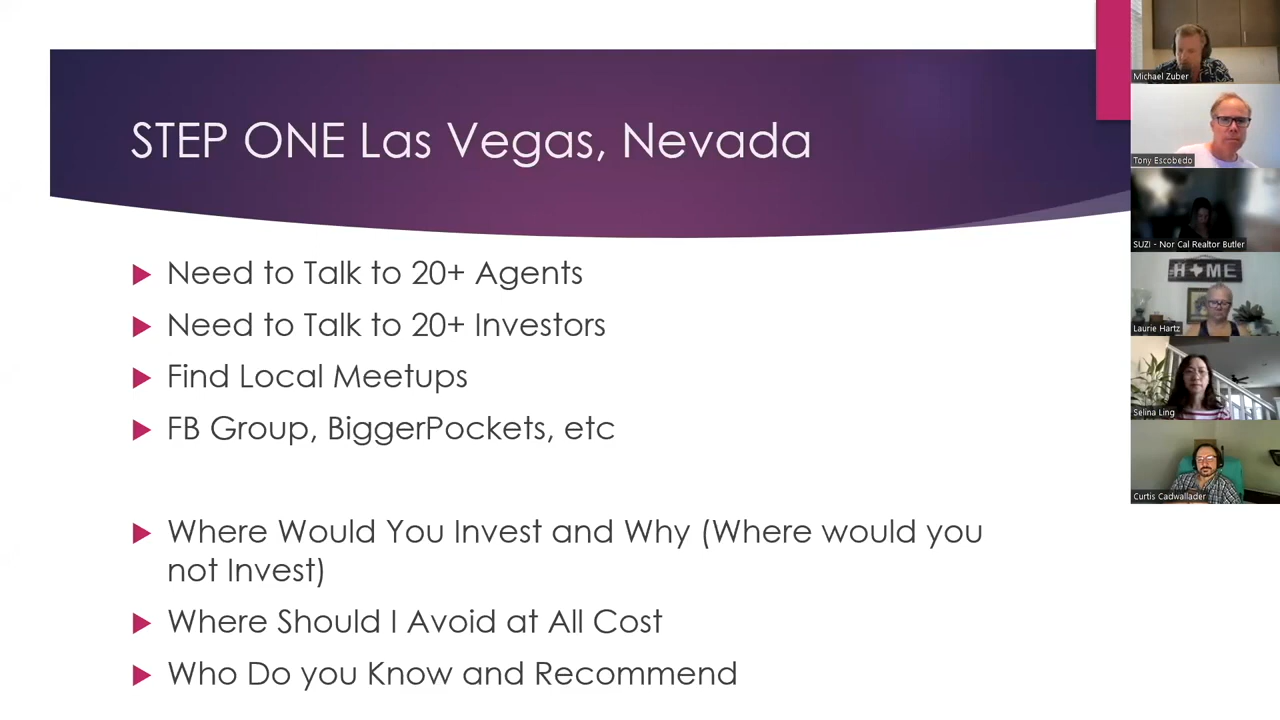 STEP ONE Las Vegas, Nevada
Need to Talk to 20+ Agents
Need to Talk to 20+ Investors
Find Local Meetups
FB Group, BiggerPockets, etc
Where Would You Invest and Why (Where would you
not Invest)
Where Should I Avoid at All Cost
Who Do you Know and Recommend
Michael Zuber
Tony Escobedo
SUZI - Nor Cal Realtor Butler
HOME
Laurie Hartz
Selina Ling
Curtis Cadwallader